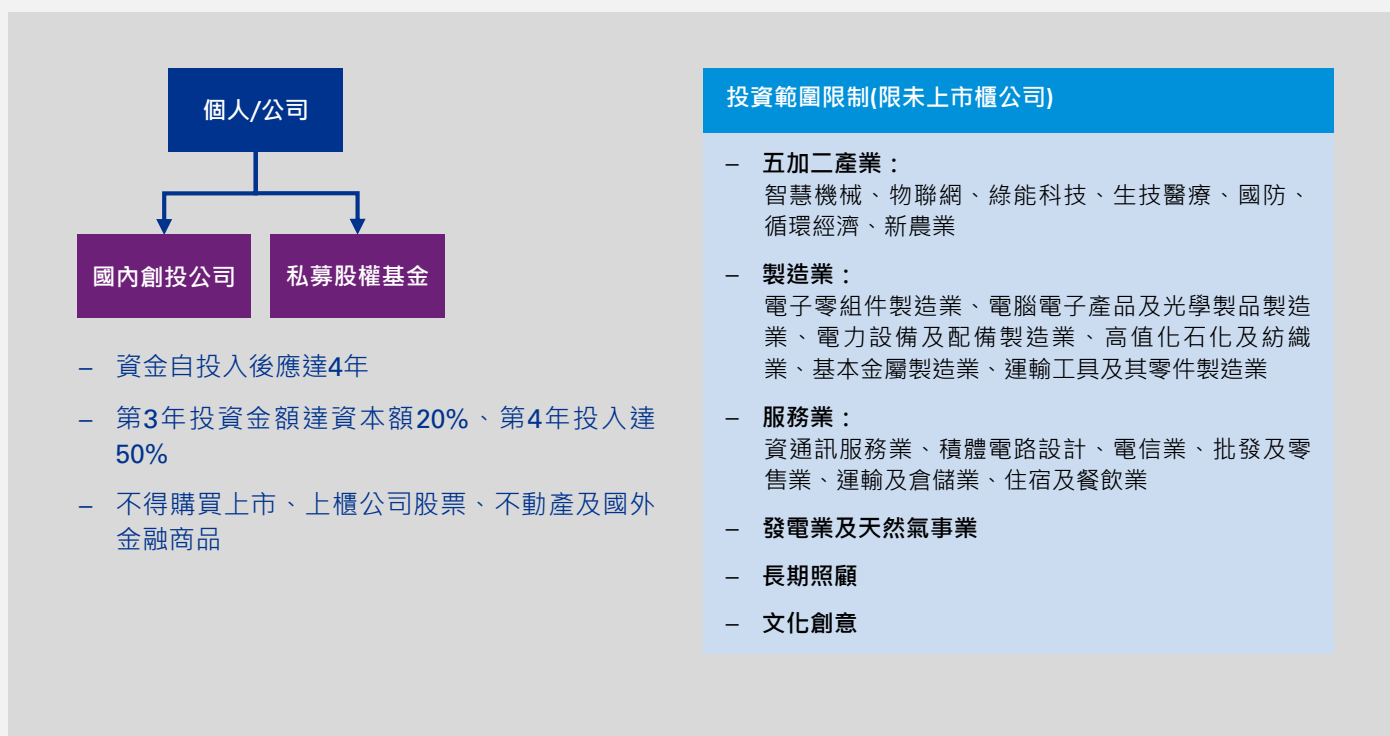 個人/公司
國內創投公司
私募股權基金
– 資金自投入後應達4年
– 第3年投資金額達資本額20%、第4年投入達
50%
– 不得購買上市、上櫃公司股票、不動產及國外
金融商品
投資範圍限制(限未上市櫃公司)
– 五加二產業：
智慧機械、物聯網、綠能科技、生技醫療、國防、
循環經濟、新農業
– 製造業：
電子零組件製造業、電腦電子產品及光學製品製造
業、電力設備及配備製造業、高值化石化及紡織
業、基本金屬製造業、運輸工具及其零件製造業
– 服務業：
資通訊服務業、積體電路設計、電信業、批發及零
售業、運輸及倉儲業、住宿及餐飲業
– 發電業及天然氣事業
– 長期照顧
– 文化創意